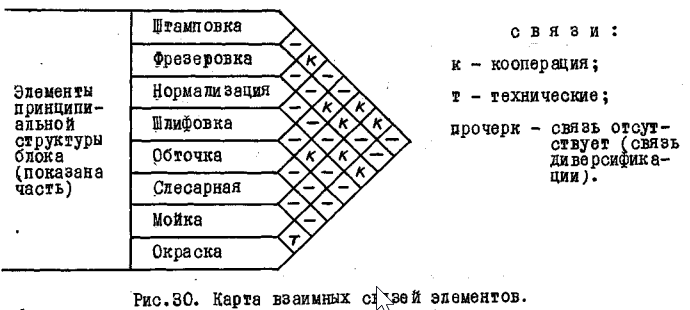 Штамповка
Фрезеровка
Нормализация
Шлифовка
Обточка
Слесарная
Мойка
Окраска
Элементы
принципи-
альной
структуры
блока
(показана
часть)
–
К
– –
– –
– К К
– К К
– – – –
К К –
– – К
– –
– –
–
т
связи:
к – кооперация;
т – технические;
прочерк – связь отсут-
ствует (связь
диверсифика-
ции).
Рис.30. Карта взаимных связей элементов.